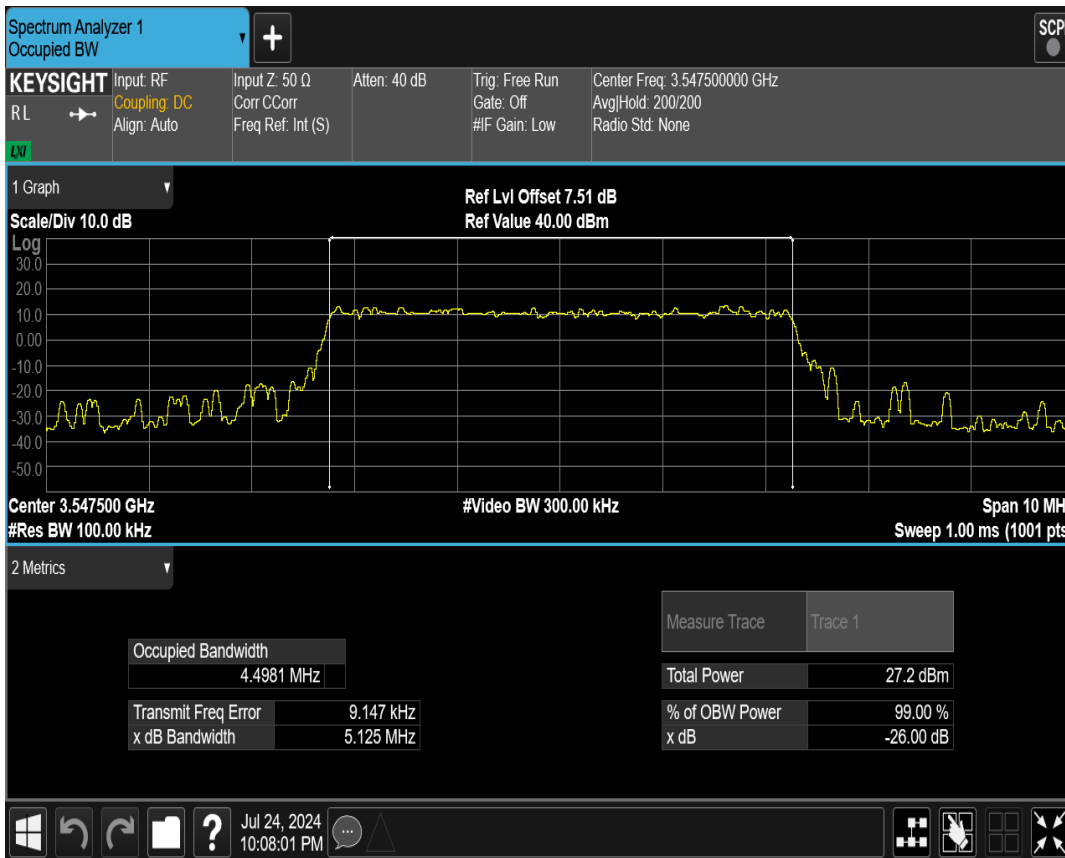 Spectrum Analyzer 1
Occupied BW
+
SCP
KEYSIGHT
RL
LXI
Input: RF
Coupling: DC
Align: Auto
Input Z: 50 Ω
Corr CCorr
Freq Ref: Int (S)
Atten: 40 dB
Trig: Free Run
Gate: Off
#IF Gain: Low
Center Freq: 3.547500000 GHz
Avg|Hold: 200/200
Radio Std: None
1 Graph
Scale/Div 10.0 dB
Ref Lvl Offset 7.51 dB
Ref Value 40.00 dBm
Log
30.0
20.0
10.0
0.00
-10.0
-20.0
-30.0
-40.0
-50.0
Center 3.547500 GHz
#Video BW 300.00 kHz
Span 10 MH
#Res BW 100.00 kHz
Sweep 1.00 ms (1001 pts
2 Metrics
Measure Trace
Trace 1
Occupied Bandwidth
4.4981 MHz
Total Power
27.2 dBm
Transmit Freq Error
9.147 kHz
% of OBW Power
99.00 %
x dB Bandwidth
5.125 MHz
x dB
-26.00 dB
?
Jul 24, 2024
10:08:01 PM